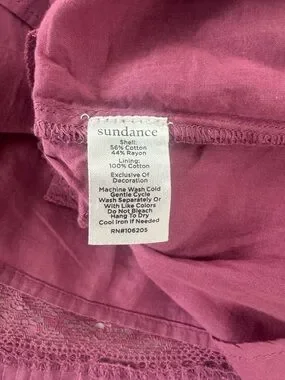 sundance
Shell:
56% Cotton
44% Rayon
Lining:
100% Cotton
Exclusive Of
Decoration
Machine Wash Cold
Gentle Cycle
Wash Separately Or
With Like Colors
Do Not Bleach
Hang To Dry
Cool Iron If Needed
RN#106205